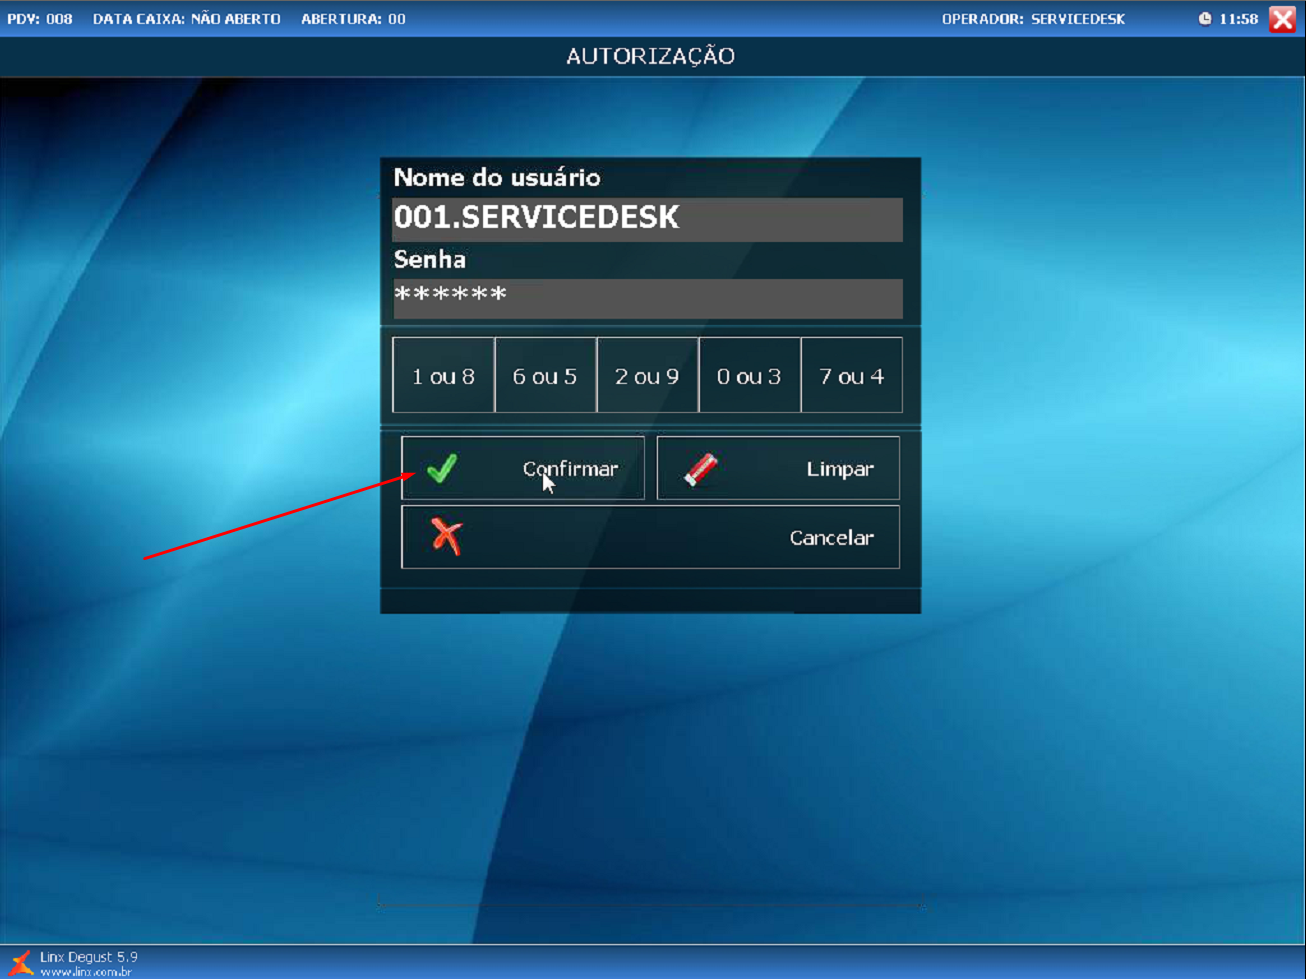 PDV: 008 DATA CAIXA: NÃO ABERTO ABERTURA: 00 OPERADOR: SERVICEDESK 11:58
AUTORIZAÇÃO
Nome do usuário
001.SERVICEDESK
Senha
******
1 ou 8 6 ou 5 2 ou 9 0 ou 3 7 ou 4
Confirmar Limpar
Cancelar
Linx Degust 5.9
www.linx.com.br